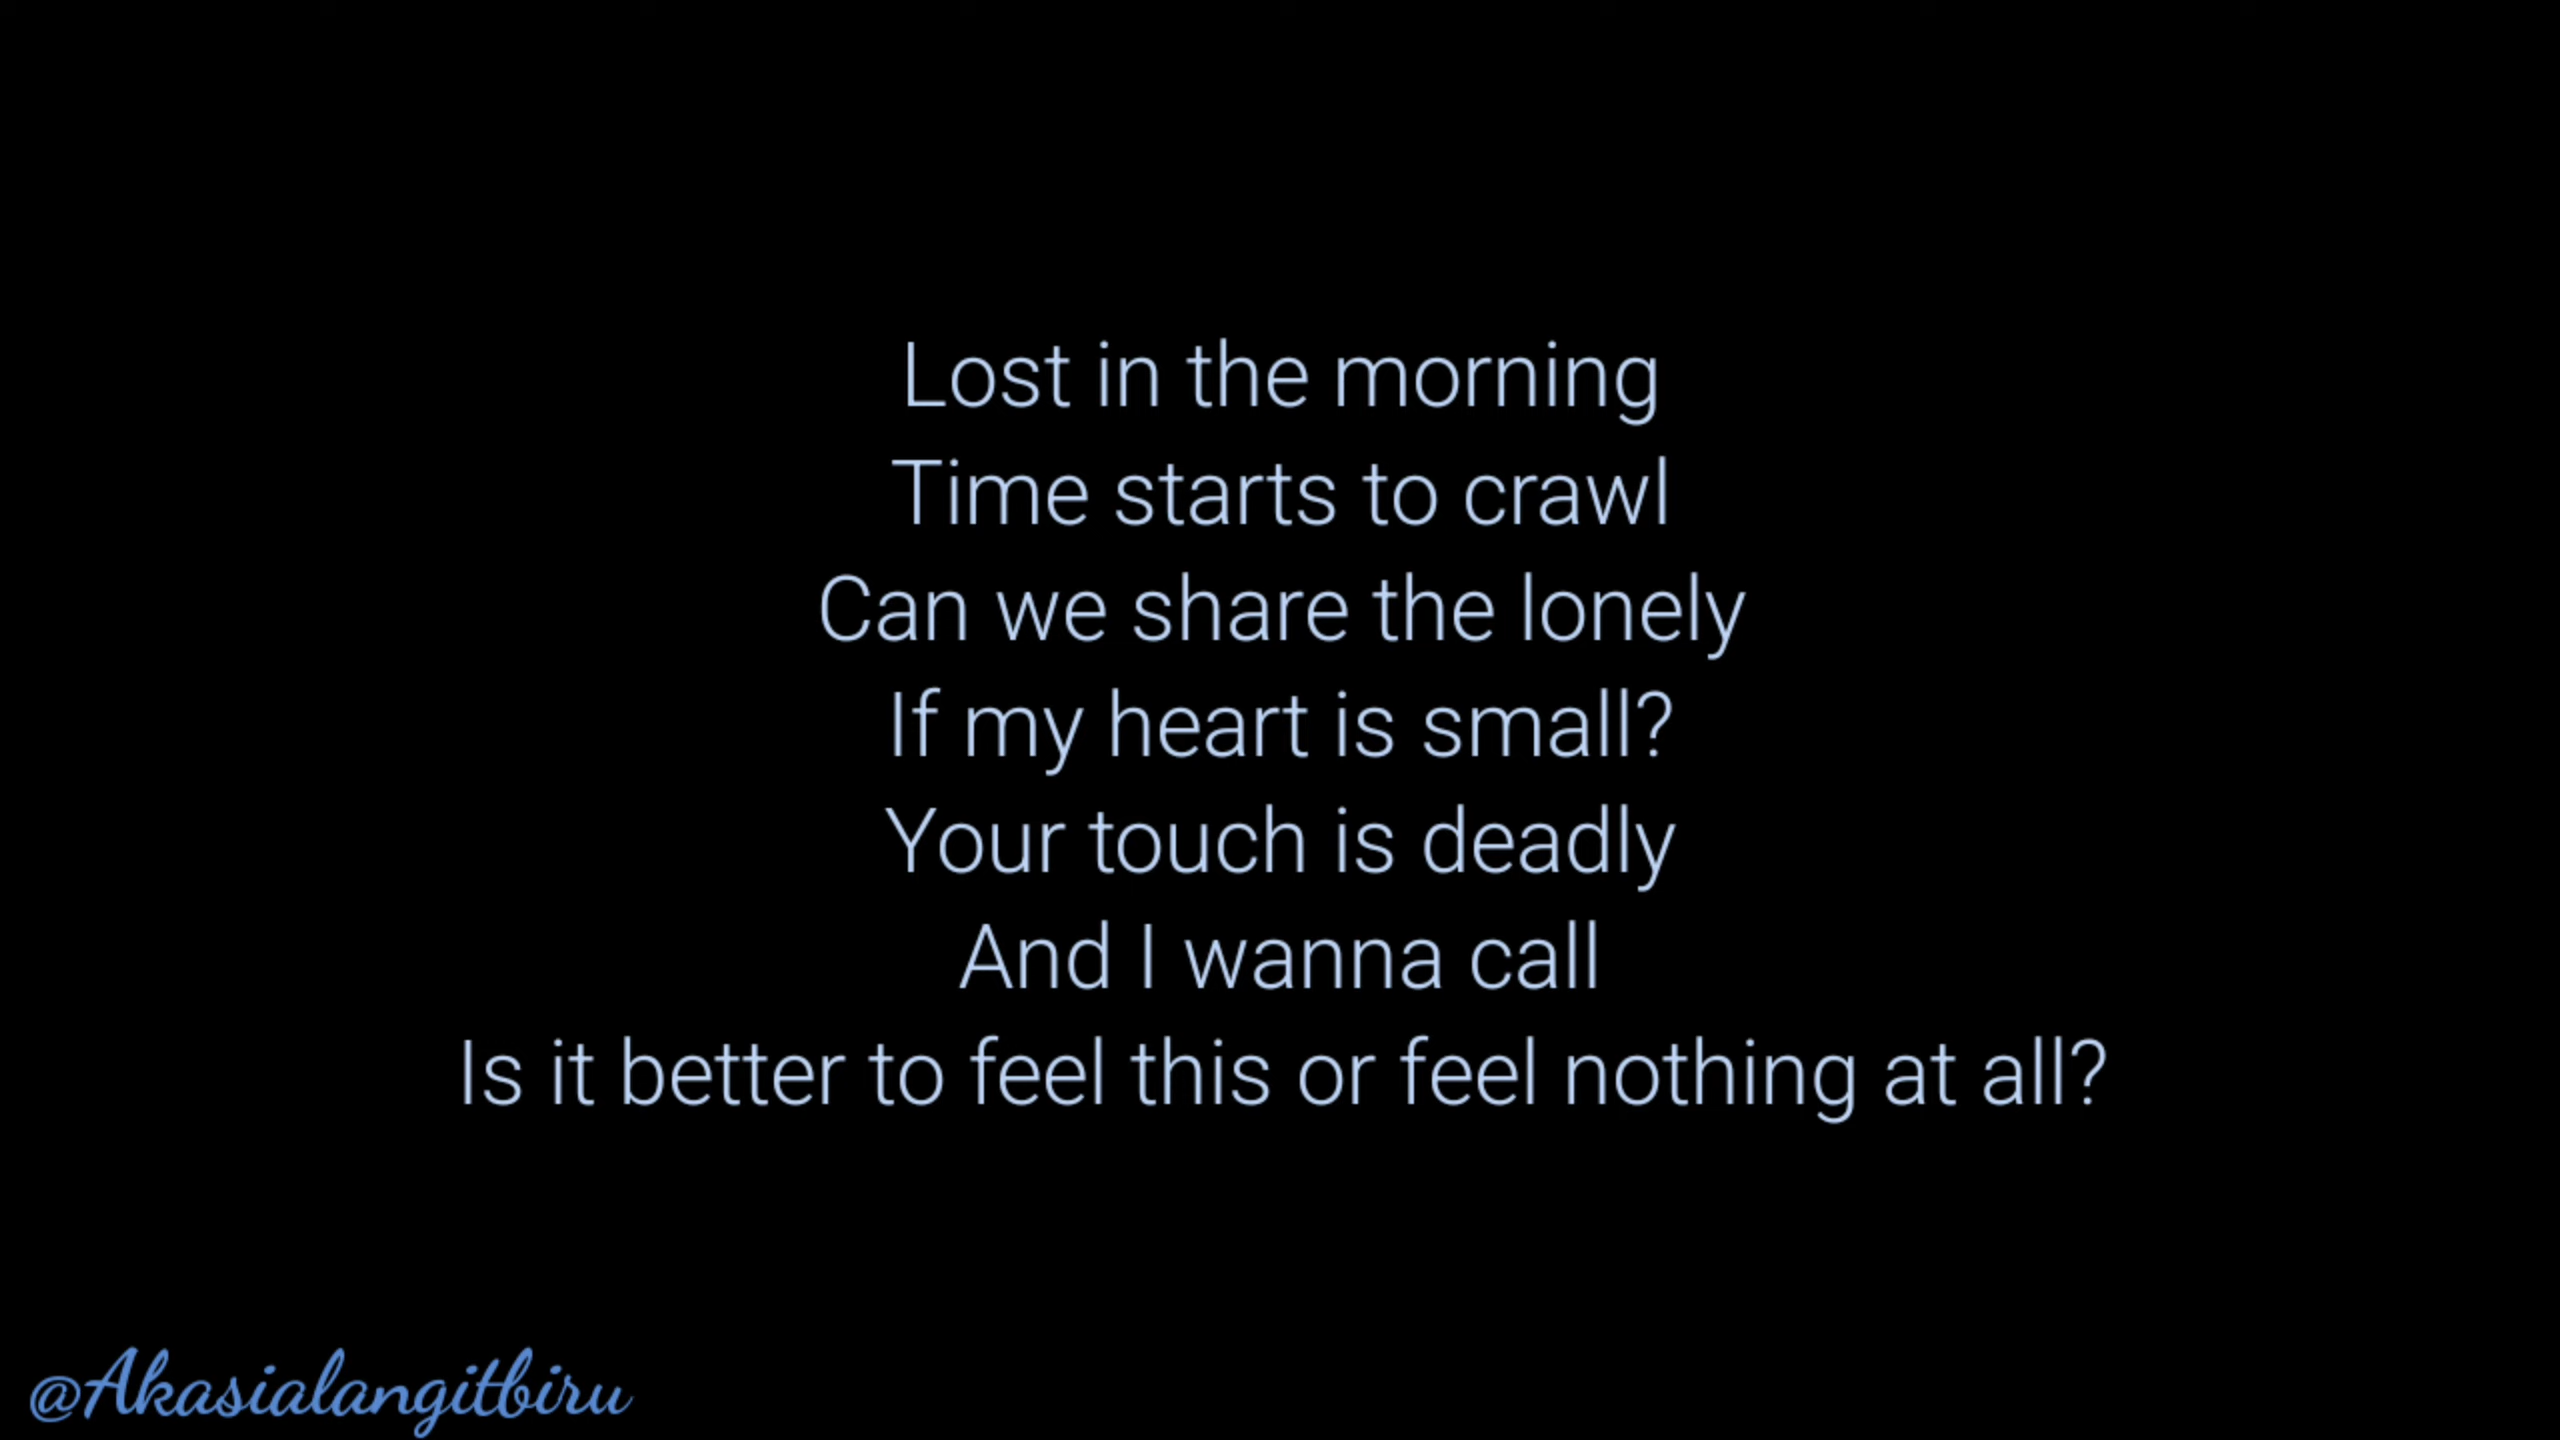 Lost in the morning
Time starts to crawl
Can we share the lonely
If my heart is small?
Your touch is deadly
And I wanna call
Is it better to feel this or feel nothing at all?
@Akasialangitbiru